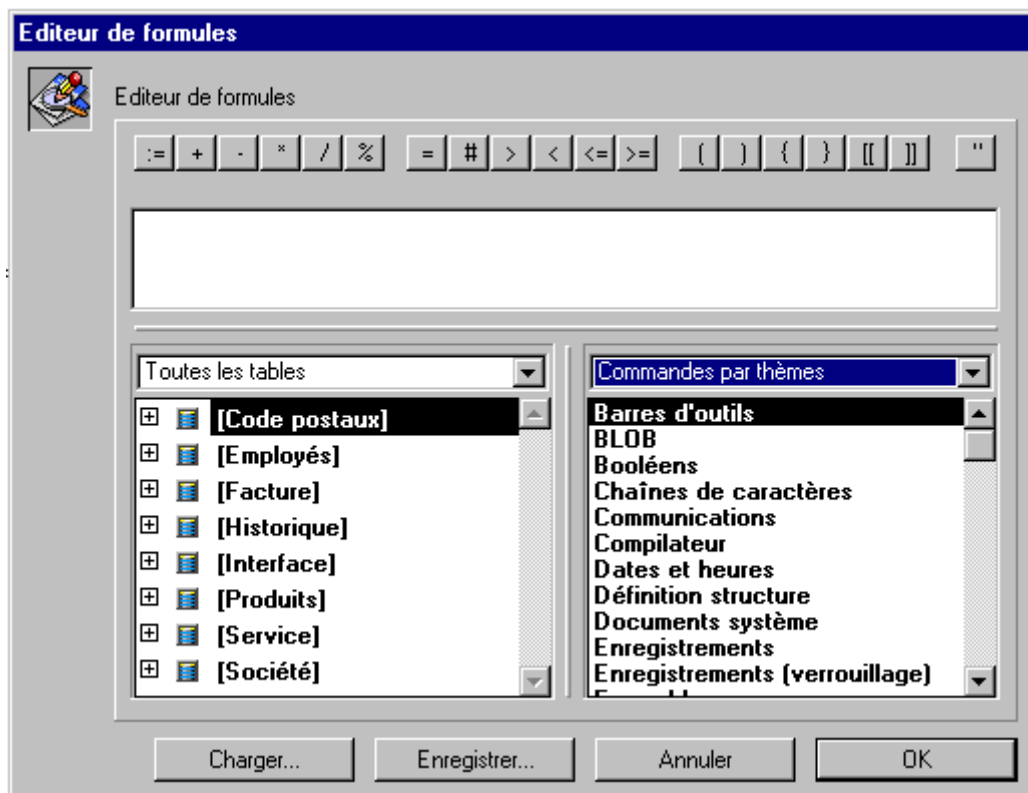 Editeur de formules
Editeur de formules
:= + - * / % = # > < <= >= ( ) { } [[ ]] "
Toutes les tables
[Code postaux]
[Employés]
[Facture]
[Historique]
[Interface]
[Produits]
[Service]
[Société]
Commandes par thèmes
Barres d'outils
BLOB
Booléens
Chaînes de caractères
Communications
Compilateur
Dates et heures
Définition structure
Documents système
Enregistrements
Enregistrements (verrouillage)
Charger... Enregistrer... Annuler OK